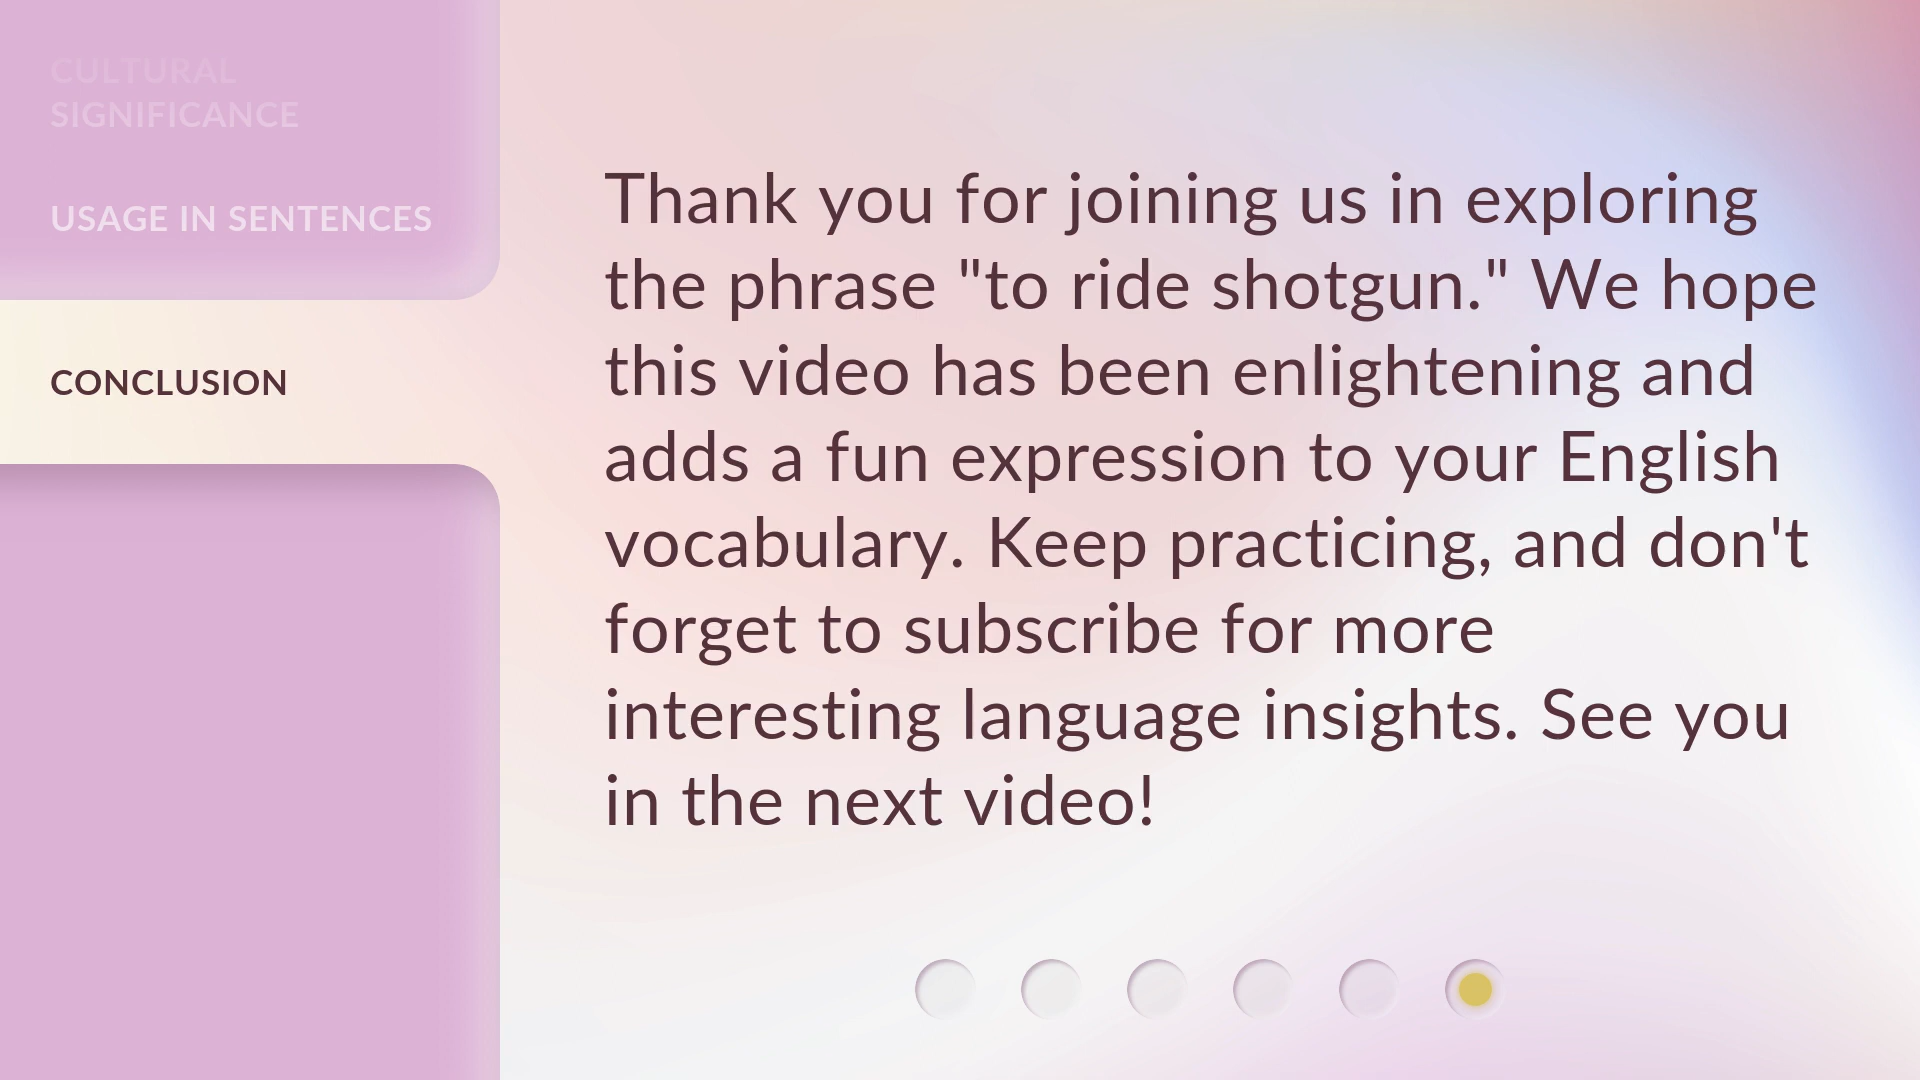 CULTURAL
SIGNIFICANCE
USAGE IN SENTENCES
CONCLUSION
Thank you for joining us in exploring
the phrase "to ride shotgun." We hope
this video has been enlightening and
adds a fun expression to your English
vocabulary. Keep practicing, and don't
forget to subscribe for more
interesting language insights. See you
in the next video!